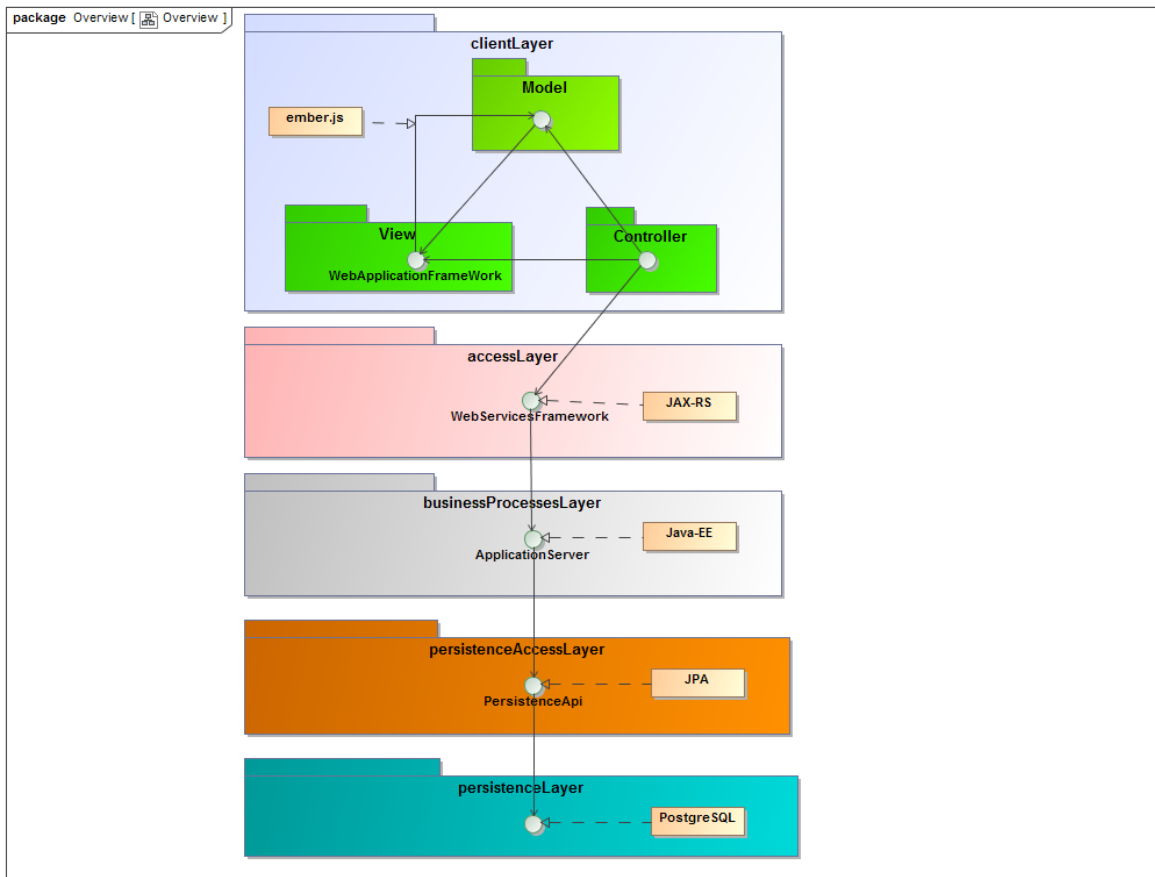 package Overview [ Overview ]
clientLayer
Model
ember.js
View
Controller
WebApplicationFrameWork
accessLayer
JAX-RS
WebServicesFramework
businessProcessesLayer
Java-EE
ApplicationServer
persistenceAccessLayer
JPA
PersistenceApi
persistenceLayer
PostgreSQL